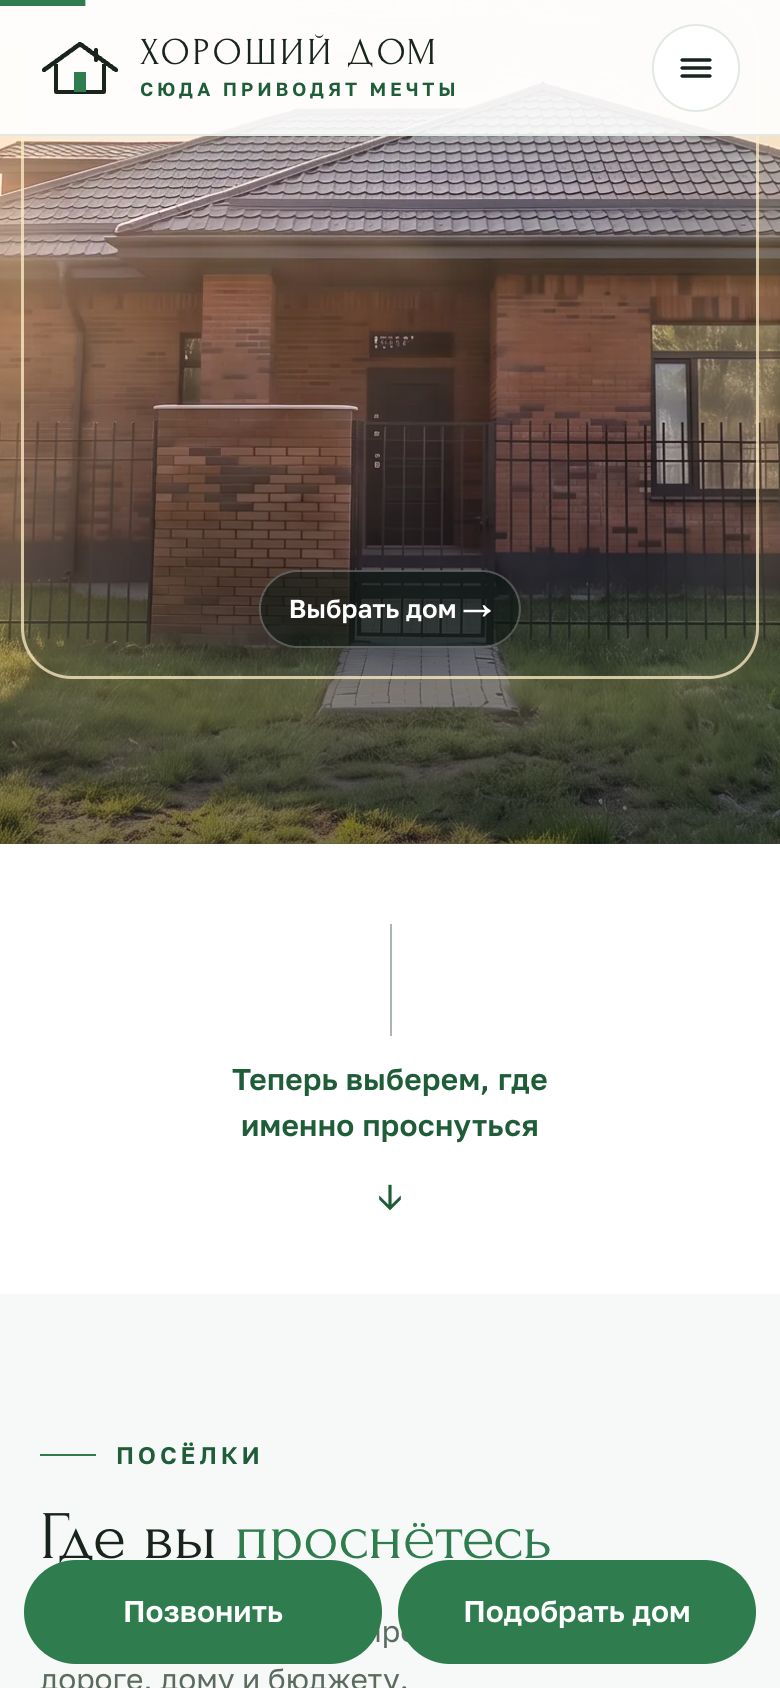 ХОРОШИЙ ДОМ
СЮДА ПРИВОДЯТ МЕЧТЫ
Выбрать дом →
Теперь выберем, где
именно проснуться
↓
ПОСЁЛКИ
Где вы проснётесь
Позвонить
Подобрать дом
дороге, дому и бюджету.